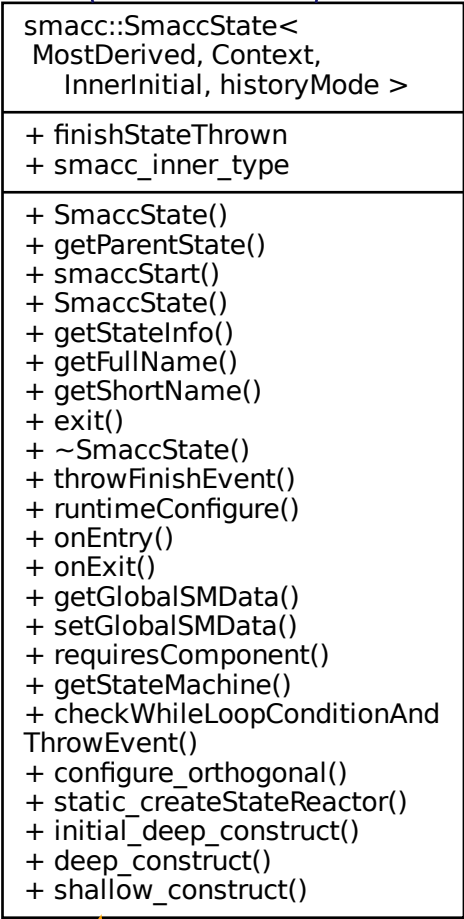 smacc::SmaccState<
MostDerived, Context,
InnerInitial, historyMode >
+ finishStateThrown
+ smacc_inner_type
+ SmaccState()
+ getParentState()
+ smaccStart()
+ SmaccState()
+ getStateInfo()
+ getFullName()
+ getShortName()
+ exit()
+ ~SmaccState()
+ throwFinishEvent()
+ runtimeConfigure()
+ onEntry()
+ onExit()
+ getGlobalSMData()
+ setGlobalSMData()
+ requiresComponent()
+ getStateMachine()
+ checkWhileLoopConditionAnd
ThrowEvent()
+ configure_orthogonal()
+ static_createStateReactor()
+ initial_deep_construct()
+ deep_construct()
+ shallow_construct()